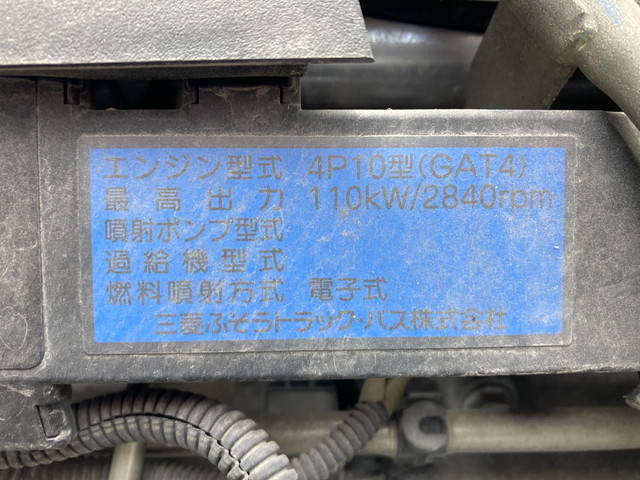 エンジン型式 4P10型(GAT4)
最高出力 110kW/2840rpm
噴射ポンプ型式
過給機型式
燃料噴射方式 電子式
三菱ふそうトラック・バス株式会社